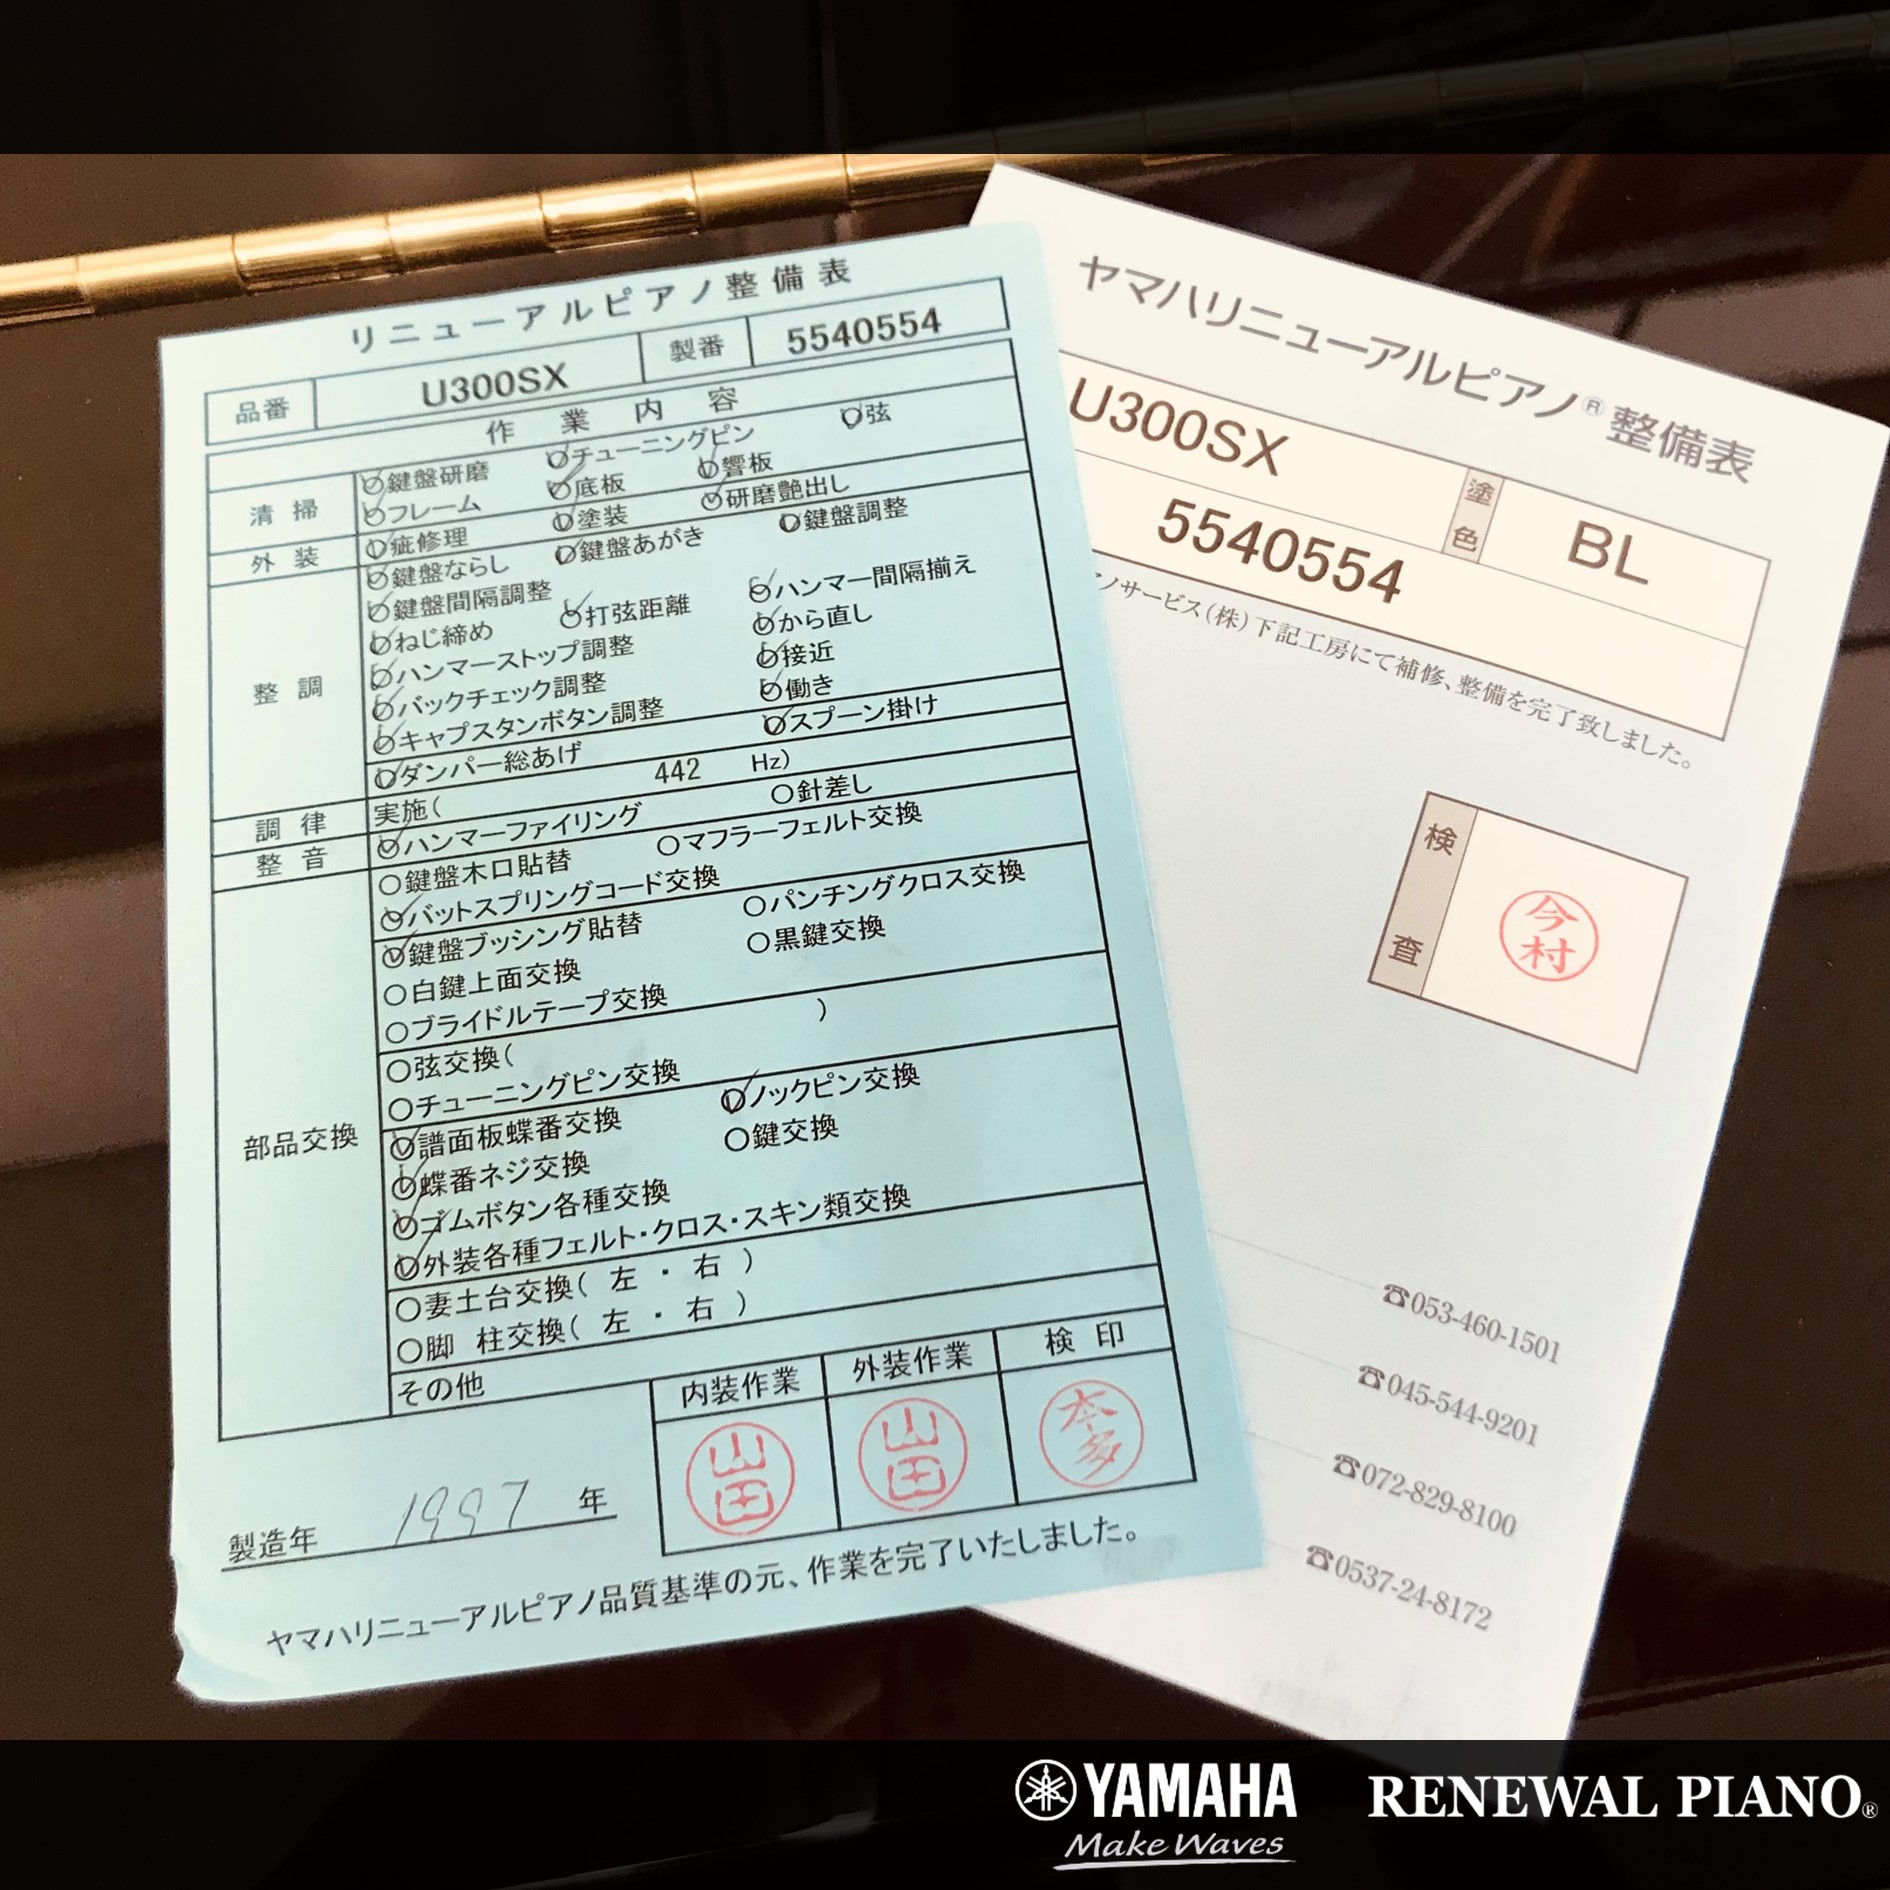 リニューアルピアノ整備表
品番 U300SX 製番 5540554
作業内容
清掃
○鍵盤研磨 ○チューニングピン ○弦
○フレーム ○底板 ○響板
外装
○疵修理 ○塗装 ○研磨艶出し
整調
○鍵盤ならし ○鍵盤あがき ○鍵盤調整
○鍵盤間隔調整
○ねじ締め ○打弦距離 ○ハンマー間隔揃え
○ハンマーストップ調整 ○から直し
○バックチェック調整 ○接近
○キャプスタンボタン調整 ○働き
○ダンパー総あげ ○スプーン掛け
調律 実施( 442 Hz)
整音 ○ハンマーファイリング ○針差し
部品交換
○鍵盤木口貼替 ○マフラーフェルト交換
○バットスプリングコード交換
○鍵盤ブッシング貼替 ○パンチングクロス交換
○白鍵上面交換 ○黒鍵交換
○ブライドルテープ交換
○弦交換( )
○チューニングピン交換
○譜面板蝶番交換 ○ノックピン交換
○蝶番ネジ交換 ○鍵交換
○ゴムボタン各種交換
○外装各種フェルト・クロス・スキン類交換
○妻土台交換( 左 ・ 右 )
○脚 柱交換( 左 ・ 右 )
その他
内装作業 外装作業 検印
山田 山田 本多
製造年 1997 年
ヤマハリニューアルピアノ品質基準の元、作業を完了いたしました。
ヤマハリニューアルピアノ®整備表
U300SX 塗色 BL
5540554
ノサービス(株)下記工房にて補修、整備を完了致しました。
検査 今村
☎053-460-1501
☎045-544-9201
☎072-829-8100
☎0537-24-8172
YAMAHA RENEWAL PIANO®
Make Waves